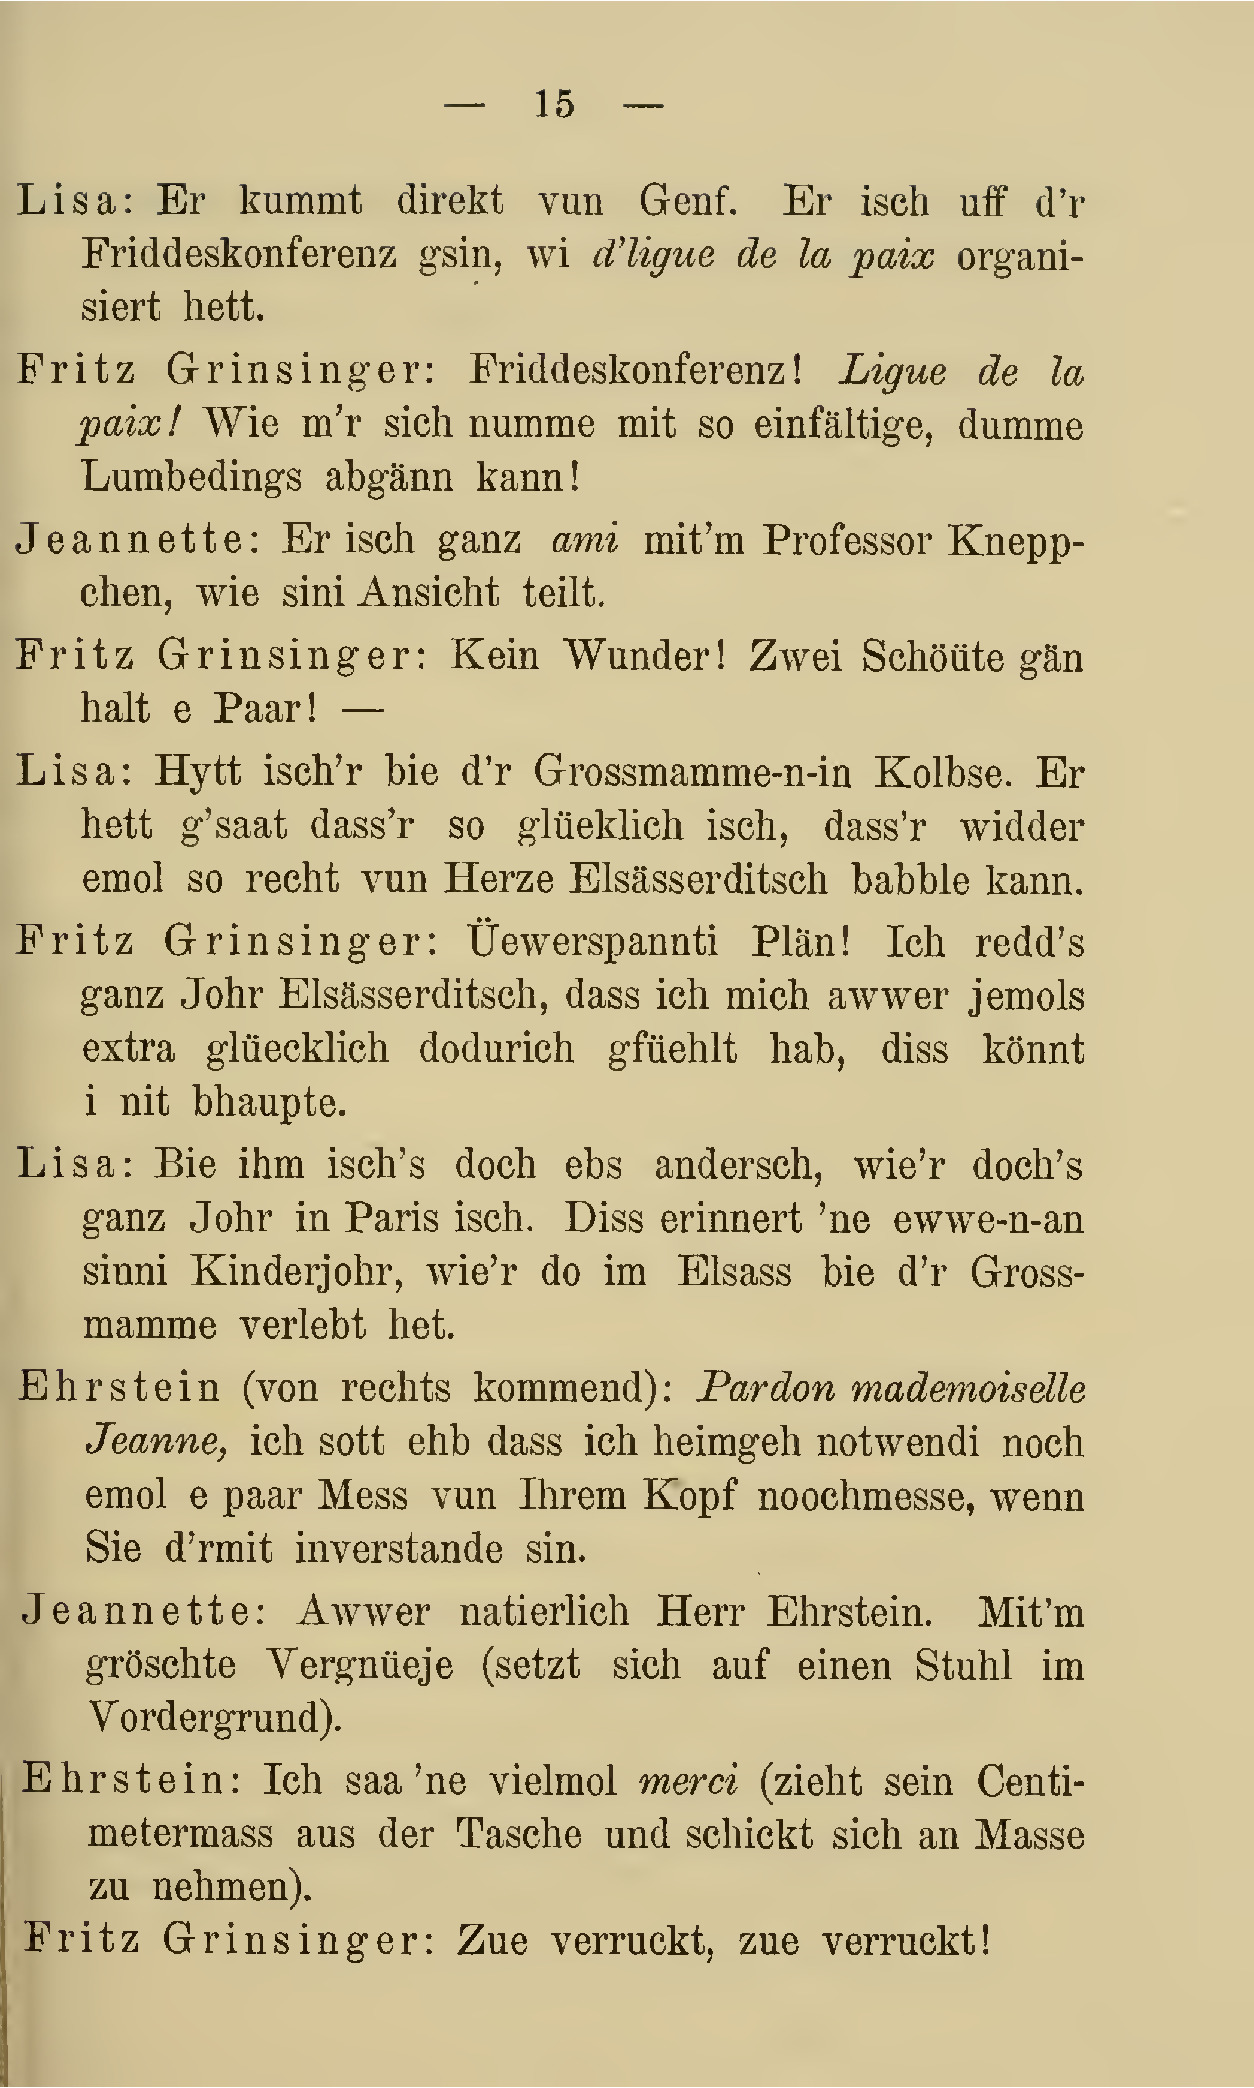 — 15 —
Lisa: Er kummt direkt vun Genf. Er isch uff d'r
Friddeskonferenz gsin, wi d'ligue de la paix organi-
siert hett.
Fritz Grinsinger: Friddeskonferenz! Ligue de la
paix! Wie m'r sich numme mit so einfältige, dumme
Lumbedings abgänn kann!
Jeannette: Er isch ganz ami mit'm Professor Knepp-
chen, wie sini Ansicht teilt.
Fritz Grinsinger: Kein Wunder! Zwei Schöüte gän
halt e Paar! —
Lisa: Hytt isch'r bie d'r Grossmamme-n-in Kolbse. Er
hett g'saat dass'r so glüeklich isch, dass'r widder
emol so recht vun Herze Elsässerditsch babble kann.
Fritz Grinsinger: Üewerspannti Plän! Ich redd's
ganz Johr Elsässerditsch, dass ich mich awwer jemols
extra glüecklich dodurich gfüehlt hab, diss könnt
i nit bhaupte.
Lisa: Bie ihm isch's doch ebs andersch, wie'r doch's
ganz Johr in Paris isch. Diss erinnert 'ne ewwe-n-an
sinni Kinderjohr, wie'r do im Elsass bie d'r Gross-
mamme verlebt het.
Ehrstein (von rechts kommend): Pardon mademoiselle
Jeanne, ich sott ehb dass ich heimgeh notwendi noch
emol e paar Mess vun Ihrem Kopf noochmesse, wenn
Sie d'rmit inverstande sin.
Jeannette: Awwer natierlich Herr Ehrstein. Mit'm
gröschte Vergnüeje (setzt sich auf einen Stuhl im
Vordergrund).
Ehrstein: Ich saa 'ne vielmol merci (zieht sein Centi-
metermass aus der Tasche und schickt sich an Masse
zu nehmen).
Fritz Grinsinger: Zue verruckt, zue verruckt!